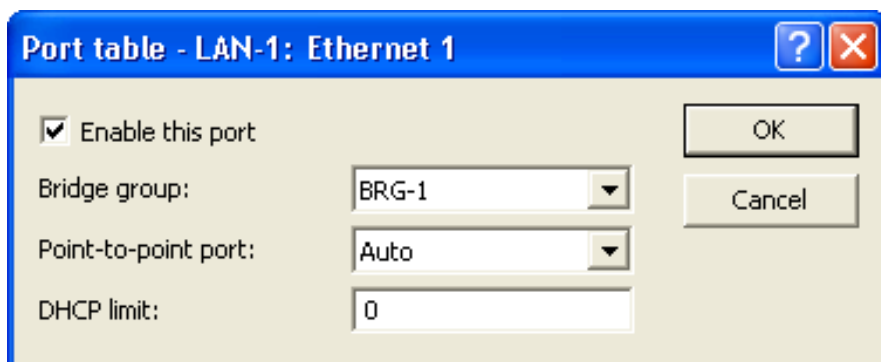 Port table - LAN-1: Ethernet 1
Enable this port
OK
Bridge group: BRG-1
Cancel
Point-to-point port: Auto
DHCP limit: 0